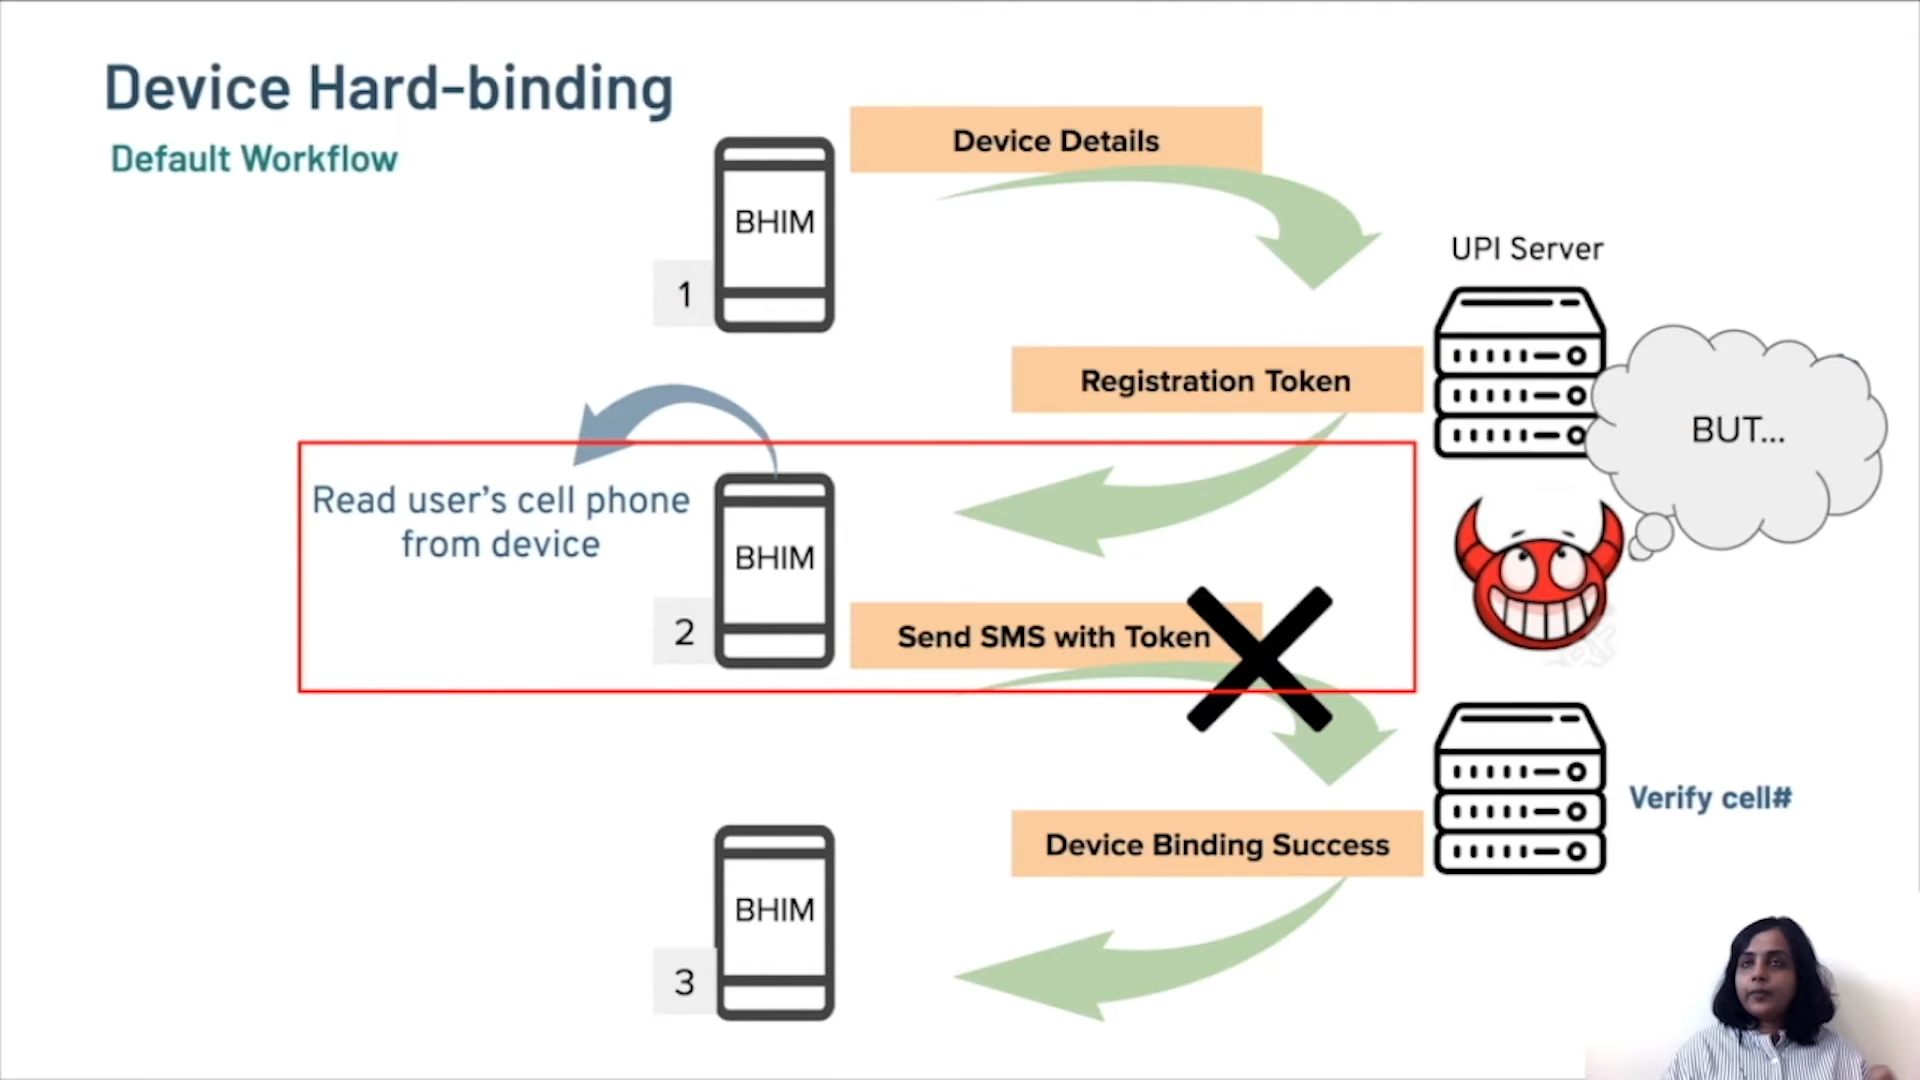 Device Hard-binding
Default Workflow
Device Details
BHIM
1
UPI Server
Registration Token
BUT...
Read user's cell phone
from device
BHIM
2
Send SMS with Token
Verify cell#
Device Binding Success
BHIM
3